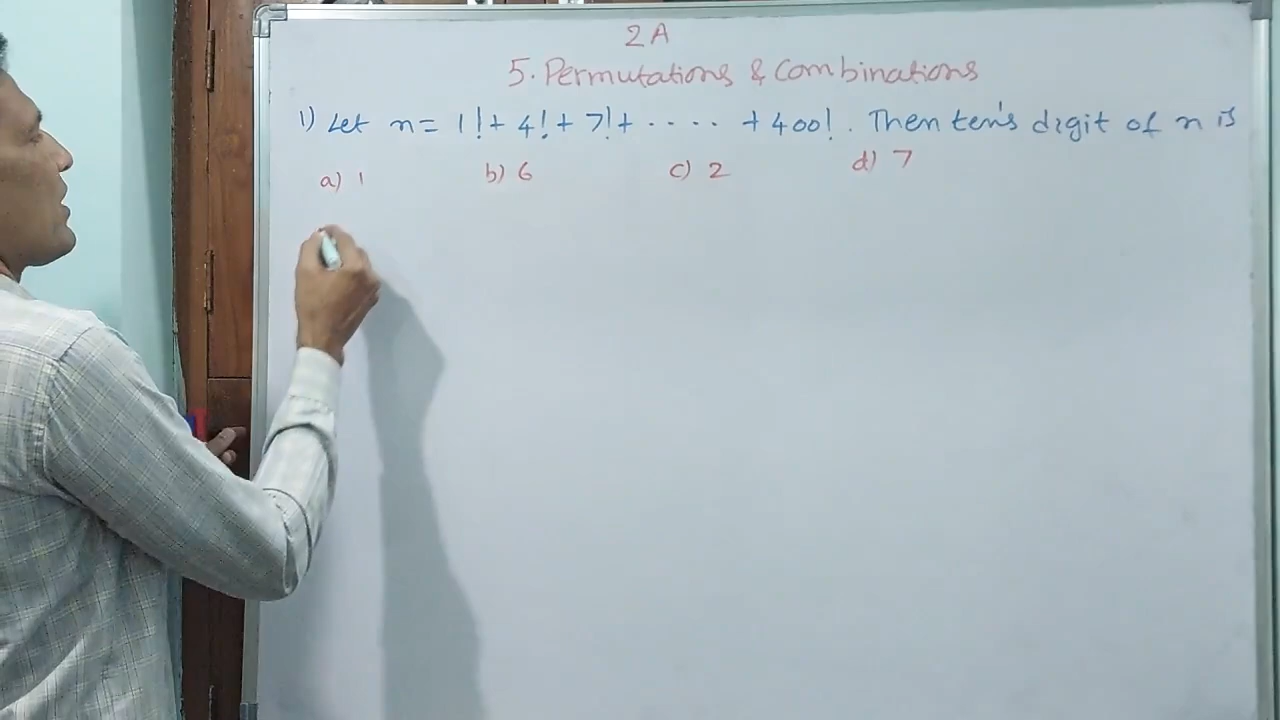 2A
5. Permutations & Combinations
1) Let n = 1! + 4! + 7! + ..... + 400! . Then ten's digit of n is
a) 1 b) 6 c) 2 d) 7